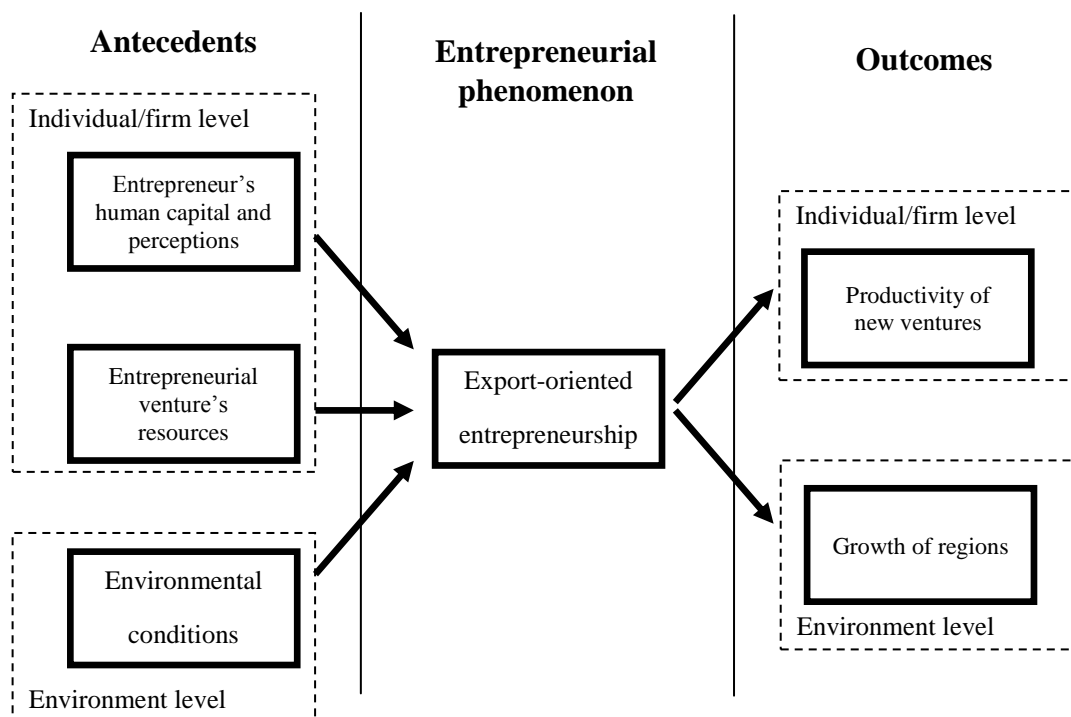 Antecedents
Individual/firm level
Entrepreneur’s
human capital and
perceptions
Entrepreneurial
venture’s
resources
Environmental
conditions
Environment level
Entrepreneurial
phenomenon
Export-oriented
entrepreneurship
Outcomes
Individual/firm level
Productivity of
new ventures
Growth of regions
Environment level